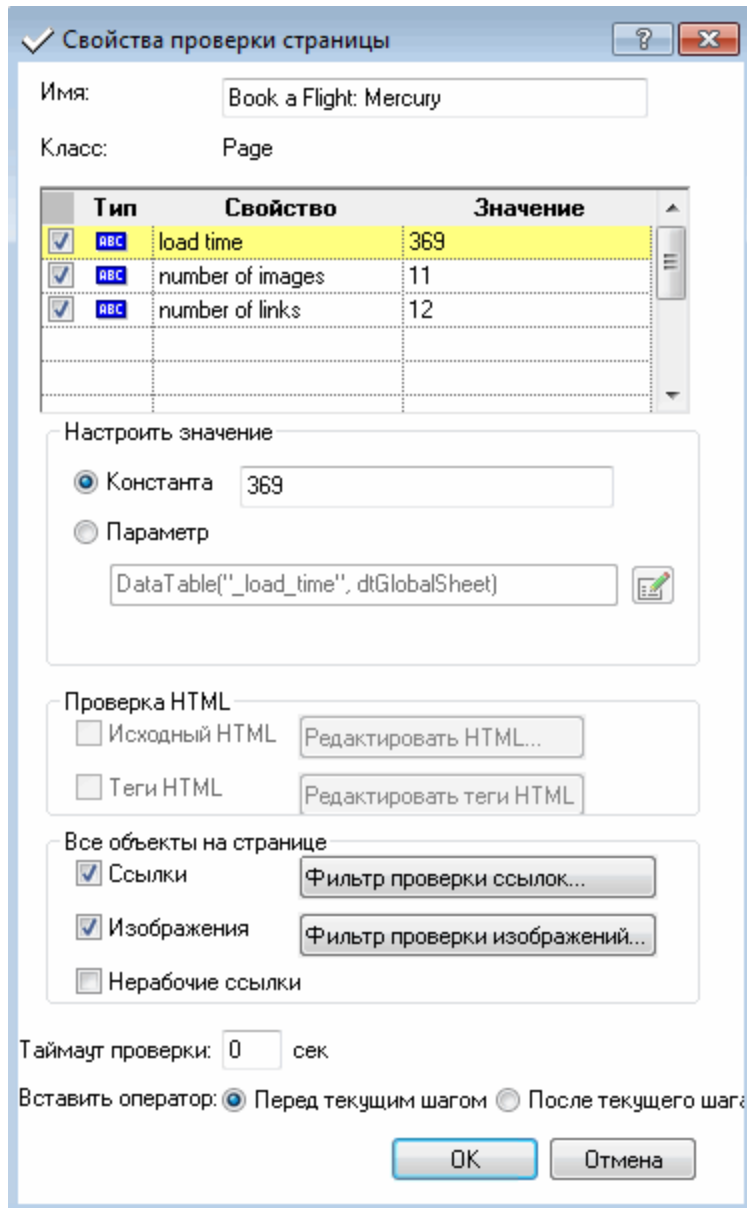 Свойства проверки страницы
Имя: Book a Flight: Mercury
Класс: Page
Тип Свойство Значение
ABC load time 369
ABC number of images 11
ABC number of links 12
Настроить значение
Константа 369
Параметр
DataTable("_load_time", dtGlobalSheet)
Проверка HTML
Исходный HTML Редактировать HTML...
Теги HTML Редактировать теги HTML
Все объекты на странице
Ссылки Фильтр проверки ссылок...
Изображения Фильтр проверки изображений...
Нерабочие ссылки
Таймаут проверки: 0 сек
Вставить оператор: Перед текущим шагом После текущего шага
OK Отмена